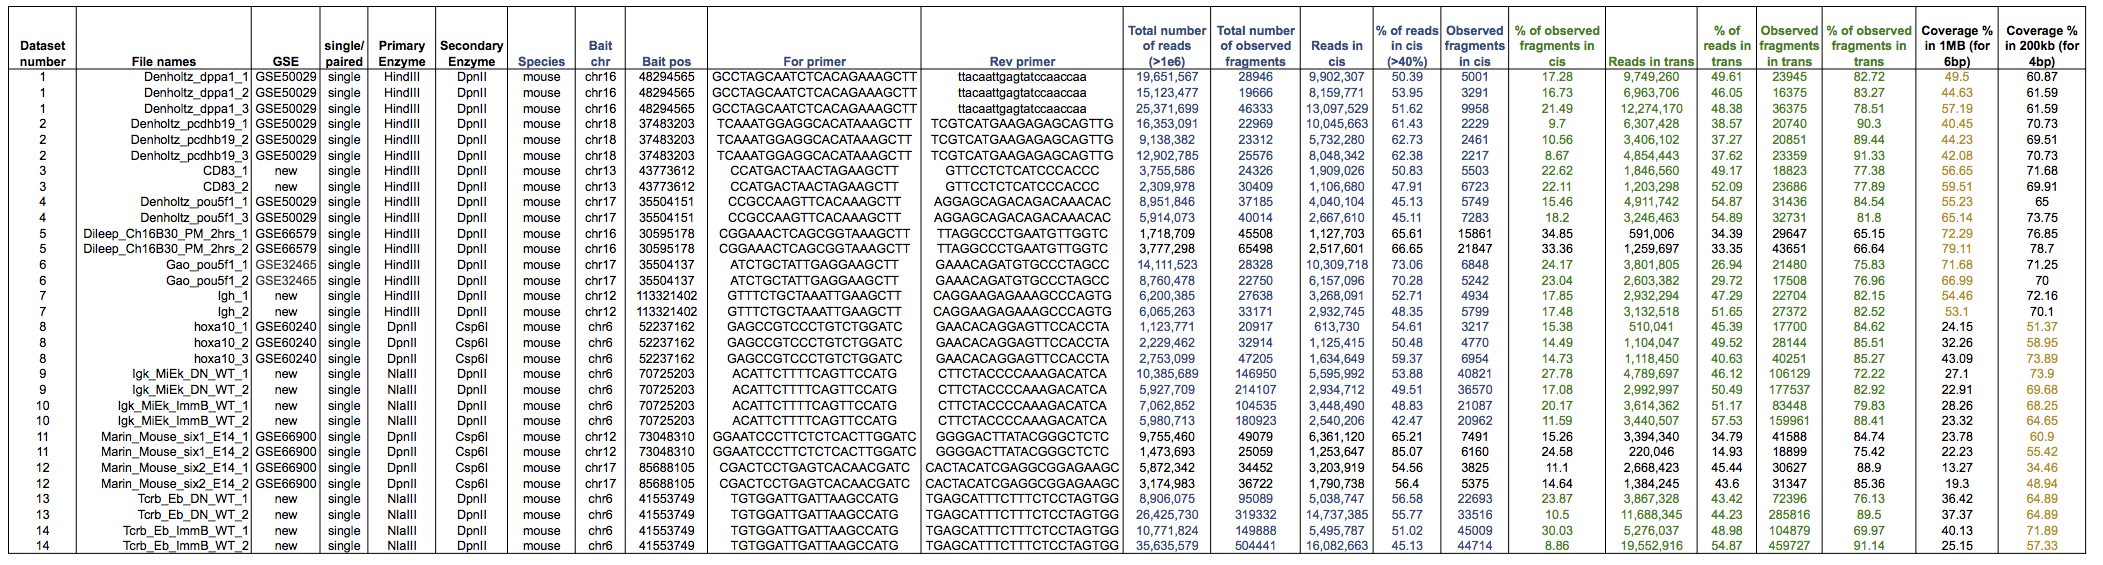 Dataset number | File names | GSE | single/ paired | Primary Enzyme | Secondary Enzyme | Species | Bait chr | Bait pos | For primer | Rev primer | Total number of reads (>1e6) | Total number of observed fragments | Reads in cis | % of reads in cis (>40%) | Observed fragments in cis | % of observed fragments in cis | Reads in trans | % of reads in trans | Observed fragments in trans | % of observed fragments in trans | Coverage % in 1MB (for 6bp) | Coverage % in 200kb (for 4bp)
1 Denholtz_dppa1_1 GSE50029 single HindIII DpnII mouse chr16 48294565 GCCTAGCAATCTCACAGAAAGCTT ttacaattgagtatccaaccaa 19,651,567 28946 9,902,307 50.39 5001 17.28 9,749,260 49.61 23945 82.72 49.5 60.87
1 Denholtz_dppa1_2 GSE50029 single HindIII DpnII mouse chr16 48294565 GCCTAGCAATCTCACAGAAAGCTT ttacaattgagtatccaaccaa 15,123,477 19666 8,159,771 53.95 3291 16.73 6,963,706 46.05 16375 83.27 44.63 61.59
1 Denholtz_dppa1_3 GSE50029 single HindIII DpnII mouse chr16 48294565 GCCTAGCAATCTCACAGAAAGCTT ttacaattgagtatccaaccaa 25,371,699 46333 13,097,529 51.62 9958 21.49 12,274,170 48.38 36375 78.51 57.19 61.59
2 Denholtz_pcdhb19_1 GSE50029 single HindIII DpnII mouse chr18 37483203 TCAAATGGAGGCACATAAAGCTT TCGTCATGAAGAGAGCAGTTG 16,353,091 22969 10,045,663 61.43 2229 9.7 6,307,428 38.57 20740 90.3 40.45 70.73
2 Denholtz_pcdhb19_2 GSE50029 single HindIII DpnII mouse chr18 37483203 TCAAATGGAGGCACATAAAGCTT TCGTCATGAAGAGAGCAGTTG 9,138,382 23312 5,732,280 62.73 2461 10.56 3,406,102 37.27 20851 89.44 44.23 69.51
2 Denholtz_pcdhb19_3 GSE50029 single HindIII DpnII mouse chr18 37483203 TCAAATGGAGGCACATAAAGCTT TCGTCATGAAGAGAGCAGTTG 12,902,785 25576 8,048,342 62.38 2217 8.67 4,854,443 37.62 23359 91.33 42.08 70.73
3 CD83_1 new single HindIII DpnII mouse chr13 43773612 CCATGACTAACTAGAAGCTT GTTCCTCTCATCCCACCC 3,755,586 24326 1,909,026 50.83 5503 22.62 1,846,560 49.17 18823 77.38 56.65 71.68
3 CD83_2 new single HindIII DpnII mouse chr13 43773612 CCATGACTAACTAGAAGCTT GTTCCTCTCATCCCACCC 2,309,978 30409 1,106,680 47.91 6723 22.11 1,203,298 52.09 23686 77.89 59.51 69.91
4 Denholtz_pou5f1_1 GSE50029 single HindIII DpnII mouse chr17 35504151 CCGCCAAGTTCACAAAGCTT AGGAGCAGACAGACAAACAC 8,951,846 37185 4,040,104 45.13 5749 15.46 4,911,742 54.87 31436 84.54 55.23 65
4 Denholtz_pou5f1_3 GSE50029 single HindIII DpnII mouse chr17 35504151 CCGCCAAGTTCACAAAGCTT AGGAGCAGACAGACAAACAC 5,914,073 40014 2,667,610 45.11 7283 18.2 3,246,463 54.89 32731 81.8 65.14 73.75
5 Dileep_Ch16B30_PM_2hrs_1 GSE66579 single HindIII DpnII mouse chr16 30595178 CGGAAACTCAGCGGTAAAGCTT TTAGGCCCTGAATGTTGGTC 1,718,709 45508 1,127,703 65.61 15861 34.85 591,006 34.39 29647 65.15 72.29 76.85
5 Dileep_Ch16B30_PM_2hrs_2 GSE66579 single HindIII DpnII mouse chr16 30595178 CGGAAACTCAGCGGTAAAGCTT TTAGGCCCTGAATGTTGGTC 3,777,298 65498 2,517,601 66.65 21847 33.36 1,259,697 33.35 43651 66.64 79.11 78.7
6 Gao_pou5f1_1 GSE32465 single HindIII DpnII mouse chr17 35504137 ATCTGCTATTGAGGAAGCTT GAAACAGATGTGCCCTAGCC 14,111,523 28328 10,309,718 73.06 6848 24.17 3,801,805 26.94 21480 75.83 71.68 71.25
6 Gao_pou5f1_2 GSE32465 single HindIII DpnII mouse chr17 35504137 ATCTGCTATTGAGGAAGCTT GAAACAGATGTGCCCTAGCC 8,760,478 22750 6,157,096 70.28 5242 23.04 2,603,382 29.72 17508 76.96 66.99 70
7 Igh_1 new single HindIII DpnII mouse chr12 113321402 GTTTCTGCTAAATTGAAGCTT CAGGAAGAGAAAGCCCAGTG 6,200,385 27638 3,268,091 52.71 4934 17.85 2,932,294 47.29 22704 82.15 54.46 72.16
7 Igh_2 new single HindIII DpnII mouse chr12 113321402 GTTTCTGCTAAATTGAAGCTT CAGGAAGAGAAAGCCCAGTG 6,065,263 33171 2,932,745 48.35 5799 17.48 3,132,518 51.65 27372 82.52 53.1 70.1
8 hoxa10_1 GSE60240 single DpnII Csp6I mouse chr6 52237162 GAGCCGTCCCTGTCTGGATC GAACACAGGAGTTCCACCTA 1,123,771 20917 613,730 54.61 3217 15.38 510,041 45.39 17700 84.62 24.15 51.37
8 hoxa10_2 GSE60240 single DpnII Csp6I mouse chr6 52237162 GAGCCGTCCCTGTCTGGATC GAACACAGGAGTTCCACCTA 2,229,462 32914 1,125,415 50.48 4770 14.49 1,104,047 49.52 28144 85.51 32.26 58.95
8 hoxa10_3 GSE60240 single DpnII Csp6I mouse chr6 52237162 GAGCCGTCCCTGTCTGGATC GAACACAGGAGTTCCACCTA 2,753,099 47205 1,634,649 59.37 6954 14.73 1,118,450 40.63 40251 85.27 43.09 73.89
9 Igk_MiEk_DN_WT_1 new single NlaIII DpnII mouse chr6 70725203 ACATTCTTTTCAGTTCCATG CTTCTACCCCAAAGACATCA 10,385,689 146950 5,595,992 53.88 40821 27.78 4,789,697 46.12 106129 72.22 27.1 73.9
9 Igk_MiEk_DN_WT_2 new single NlaIII DpnII mouse chr6 70725203 ACATTCTTTTCAGTTCCATG CTTCTACCCCAAAGACATCA 5,927,709 214107 2,934,712 49.51 36570 17.08 2,992,997 50.49 177537 82.92 22.91 69.68
10 Igk_MiEk_ImmB_WT_1 new single NlaIII DpnII mouse chr6 70725203 ACATTCTTTTCAGTTCCATG CTTCTACCCCAAAGACATCA 7,062,852 104535 3,448,490 48.83 21087 20.17 3,614,362 51.17 83448 79.83 28.26 68.25
10 Igk_MiEk_ImmB_WT_2 new single NlaIII DpnII mouse chr6 70725203 ACATTCTTTTCAGTTCCATG CTTCTACCCCAAAGACATCA 5,980,713 180923 2,540,206 42.47 20962 11.59 3,440,507 57.53 159961 88.41 23.32 64.65
11 Marin_Mouse_six1_E14_1 GSE66900 single DpnII Csp6I mouse chr12 73048310 GGAATCCCTTCTCTCACTTGGATC GGGGACTTATACGGGCTCTC 9,755,460 49079 6,361,120 65.21 7491 15.26 3,394,340 34.79 41588 84.74 23.78 60.9
11 Marin_Mouse_six1_E14_2 GSE66900 single DpnII Csp6I mouse chr12 73048310 GGAATCCCTTCTCTCACTTGGATC GGGGACTTATACGGGCTCTC 1,473,693 25059 1,253,647 85.07 6160 24.58 220,046 14.93 18899 75.42 22.23 55.42
12 Marin_Mouse_six2_E14_1 GSE66900 single DpnII Csp6I mouse chr17 85688105 CGACTCCTGAGTCACAACGATC CACTACATCGAGGCGGAGAAGC 5,872,342 34452 3,203,919 54.56 3825 11.1 2,668,423 45.44 30627 88.9 13.27 34.46
12 Marin_Mouse_six2_E14_2 GSE66900 single DpnII Csp6I mouse chr17 85688105 CGACTCCTGAGTCACAACGATC CACTACATCGAGGCGGAGAAGC 3,174,983 36722 1,790,738 56.4 5375 14.64 1,384,245 43.6 31347 85.36 19.3 48.94
13 Tcrb_Eb_DN_WT_1 new single NlaIII DpnII mouse chr6 41553749 TGTGGATTGATTAAGCCATG TGAGCATTTCTTTCTCCTAGTGG 8,906,075 95089 5,038,747 56.58 22693 23.87 3,867,328 43.42 72396 76.13 36.42 64.89
13 Tcrb_Eb_DN_WT_2 new single NlaIII DpnII mouse chr6 41553749 TGTGGATTGATTAAGCCATG TGAGCATTTCTTTCTCCTAGTGG 26,425,730 319332 14,737,385 55.77 33516 10.5 11,688,345 44.23 285816 89.5 37.37 64.89
14 Tcrb_Eb_ImmB_WT_1 new single NlaIII DpnII mouse chr6 41553749 TGTGGATTGATTAAGCCATG TGAGCATTTCTTTCTCCTAGTGG 10,771,824 149888 5,495,787 51.02 45009 30.03 5,276,037 48.98 104879 69.97 40.13 71.89
14 Tcrb_Eb_ImmB_WT_2 new single NlaIII DpnII mouse chr6 41553749 TGTGGATTGATTAAGCCATG TGAGCATTTCTTTCTCCTAGTGG 35,635,579 504441 16,082,663 45.13 44714 8.86 19,552,916 54.87 459727 91.14 25.15 57.33